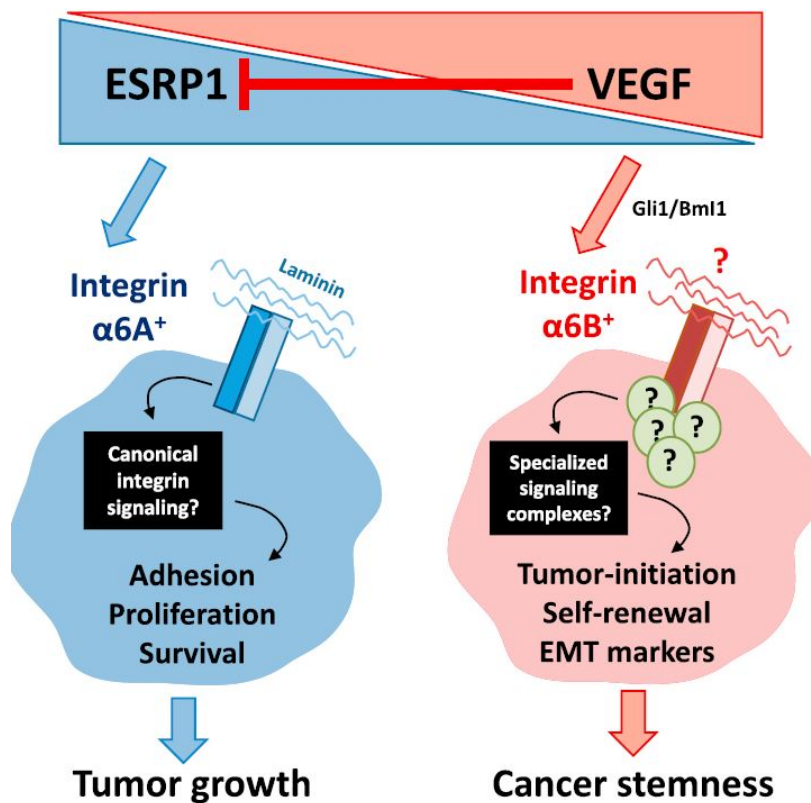 ESRP1
VEGF
Gli1/BmI1
Integrin
α6A⁺
Laminin
Integrin
α6B⁺
?
Canonical
integrin
signaling?
Adhesion
Proliferation
Survival
?
?
?
?
Specialized
signaling
complexes?
Tumor-initiation
Self-renewal
EMT markers
Tumor growth
Cancer stemness